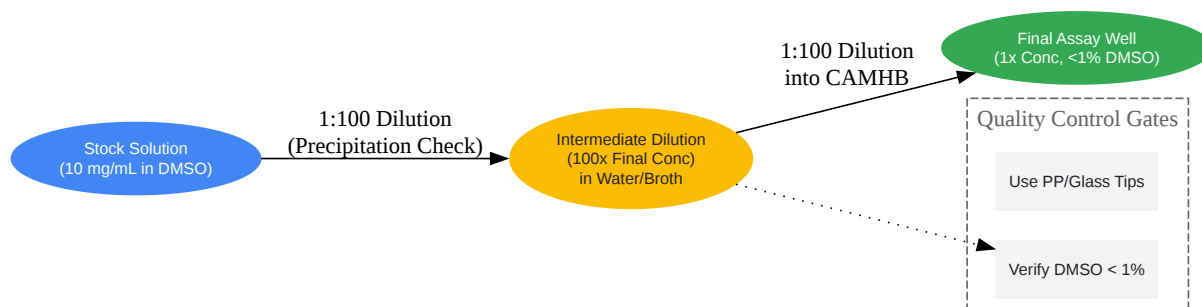 Stock Solution
(10 mg/mL in DMSO)
1:100 Dilution
(Precipitation Check)
Intermediate Dilution
(100x Final Conc)
in Water/Broth
1:100 Dilution
into CAMHB
Final Assay Well
(1x Conc, <1% DMSO)
Quality Control Gates
Use PP/Glass Tips
Verify DMSO < 1%